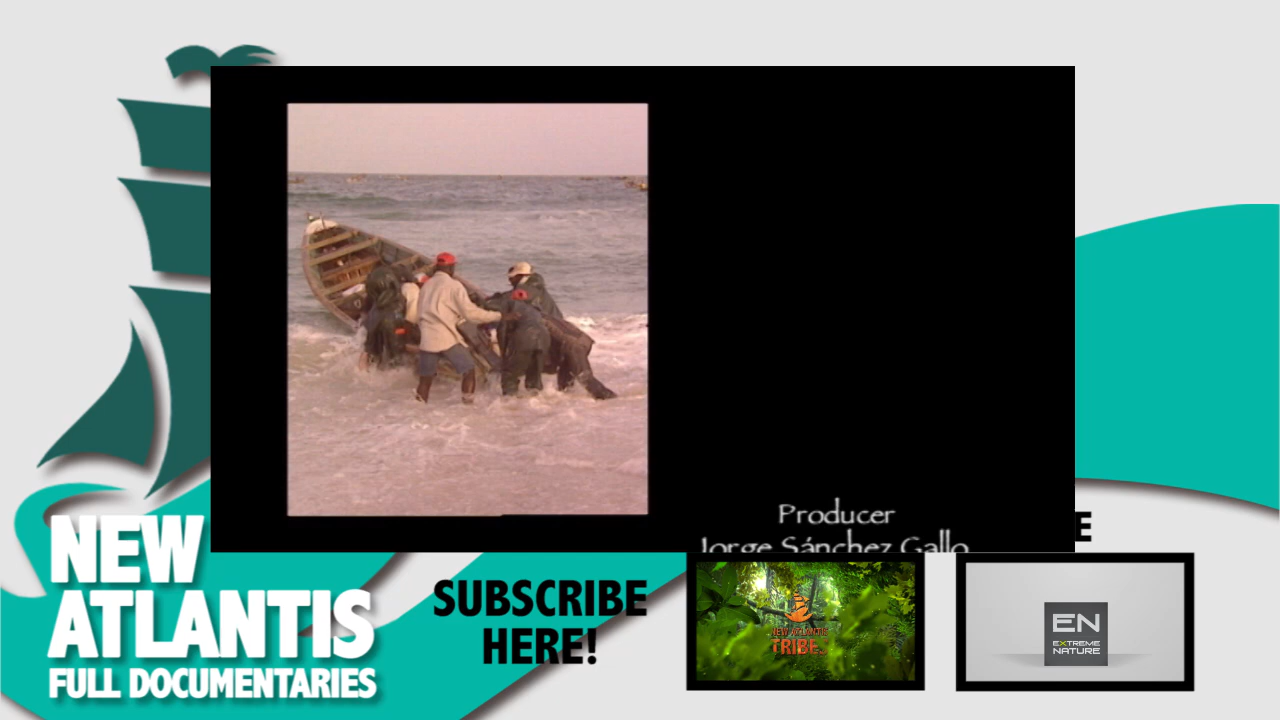 Producer
Jorge Sánchez Gallo
E
NEW
ATLANTIS
FULL DOCUMENTARIES
SUBSCRIBE
HERE!
NEW ATLANTIS
TRIBES
EN
EXTREME
NATURE